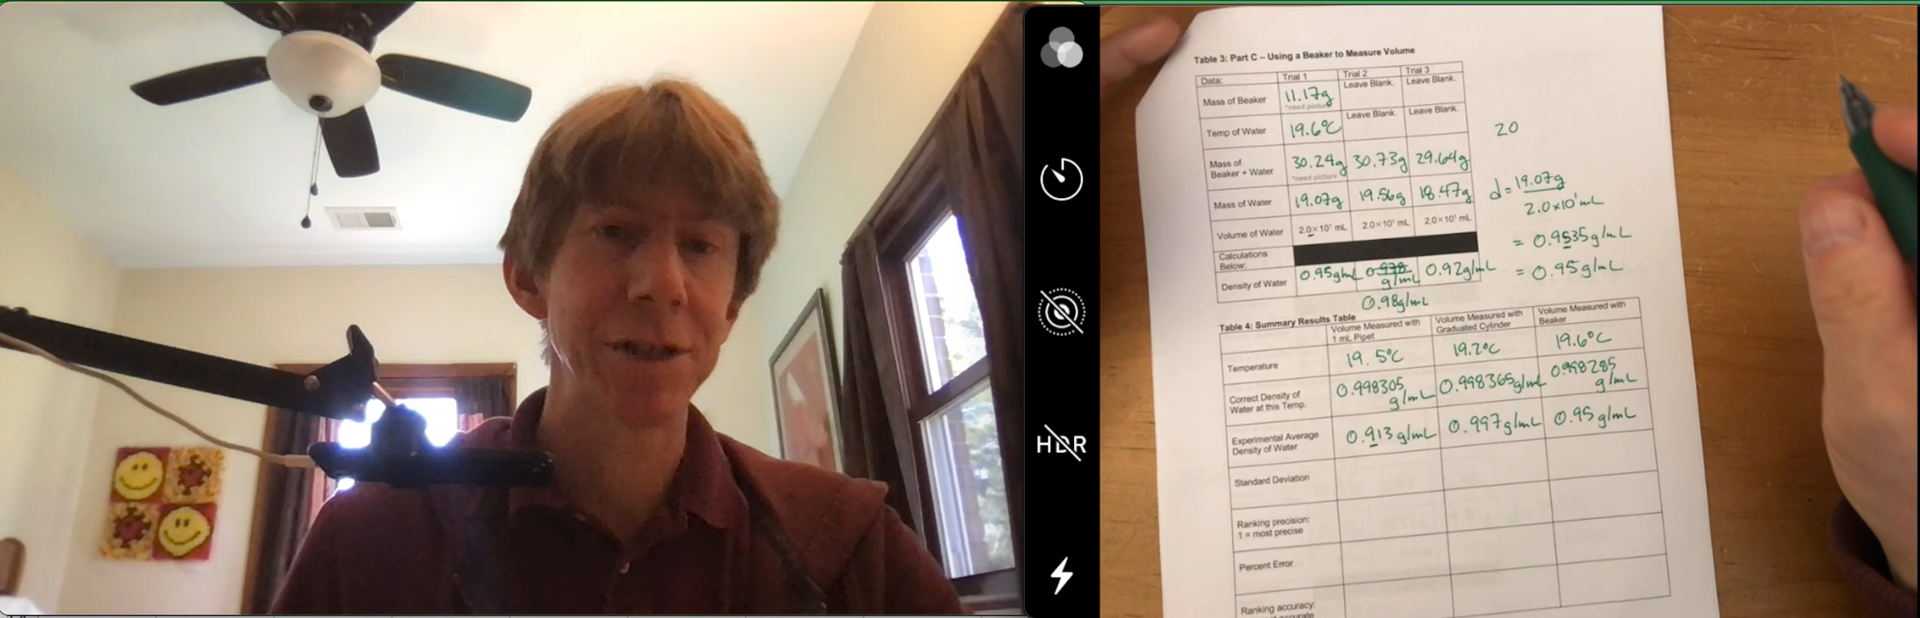 HDR
Table 3: Part C – Using a Beaker to Measure Volume
Data: Trial 1 Trial 2 Trial 3
Mass of Beaker 11.17g Leave Blank. Leave Blank.
*need picture
Temp of Water 19.6°C Leave Blank. Leave Blank.
Mass of Beaker + Water 30.24g 30.73g 29.64g
*need picture
Mass of Water 19.07g 19.56g 18.47g
Volume of Water 2.0×10¹ mL 2.0×10¹ mL 2.0×10¹ mL
Calculations Below:
Density of Water 0.95g/mL 0.978 g/mL 0.92g/mL
0.98g/mL
20
d = 19.07g
2.0×10¹mL
= 0.9535g/mL
= 0.95g/mL
Table 4: Summary Results Table
Volume Measured with 1 mL Pipet
Volume Measured with Graduated Cylinder
Volume Measured with Beaker
Temperature 19.5°C 19.2°C 19.6°C
Correct Density of Water at this Temp. 0.998305 g/mL 0.998365g/mL 0.998285 g/mL
Experimental Average Density of Water 0.913g/mL 0.997g/mL 0.95g/mL
Standard Deviation
Ranking precision:
1 = most precise
Percent Error
Ranking accuracy: